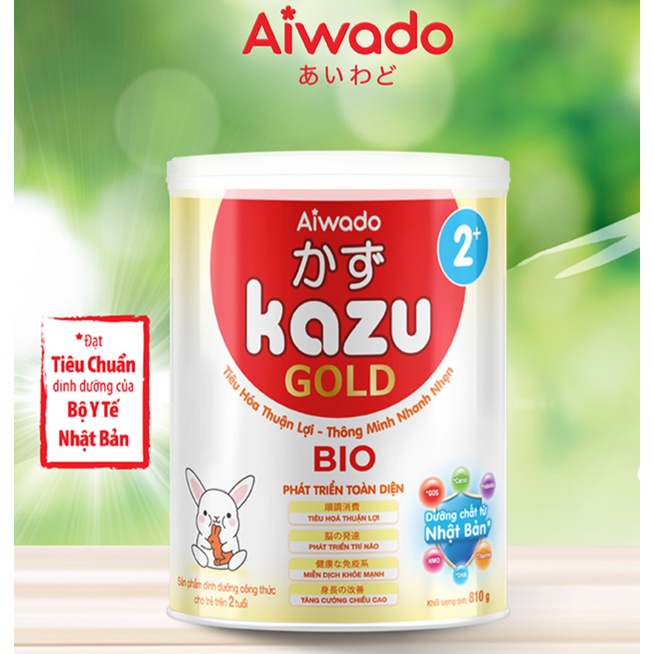 Aiwado
あいわど
Aiwado
かず
2+
kazu
GOLD
Tiêu Hóa Thuận Lợi - Thông Minh Nhanh Nhẹn
BIO
PHÁT TRIỂN TOÀN DIỆN
順調消費
TIÊU HOÁ THUẬN LỢI
脳の発達
PHÁT TRIỂN TRÍ NÃO
健康な免疫系
MIỄN DỊCH KHỎE MẠNH
身長の改善
TĂNG CƯỜNG CHIỀU CAO
Sản phẩm dinh dưỡng công thức
cho trẻ trên 2 tuổi
*GOS
Dưỡng chất từ
Nhật Bản*
HMO
*DHA
Khối lượng tịnh: 810 g
*Đạt
Tiêu Chuẩn
dinh dưỡng của
Bộ Y Tế
Nhật Bản